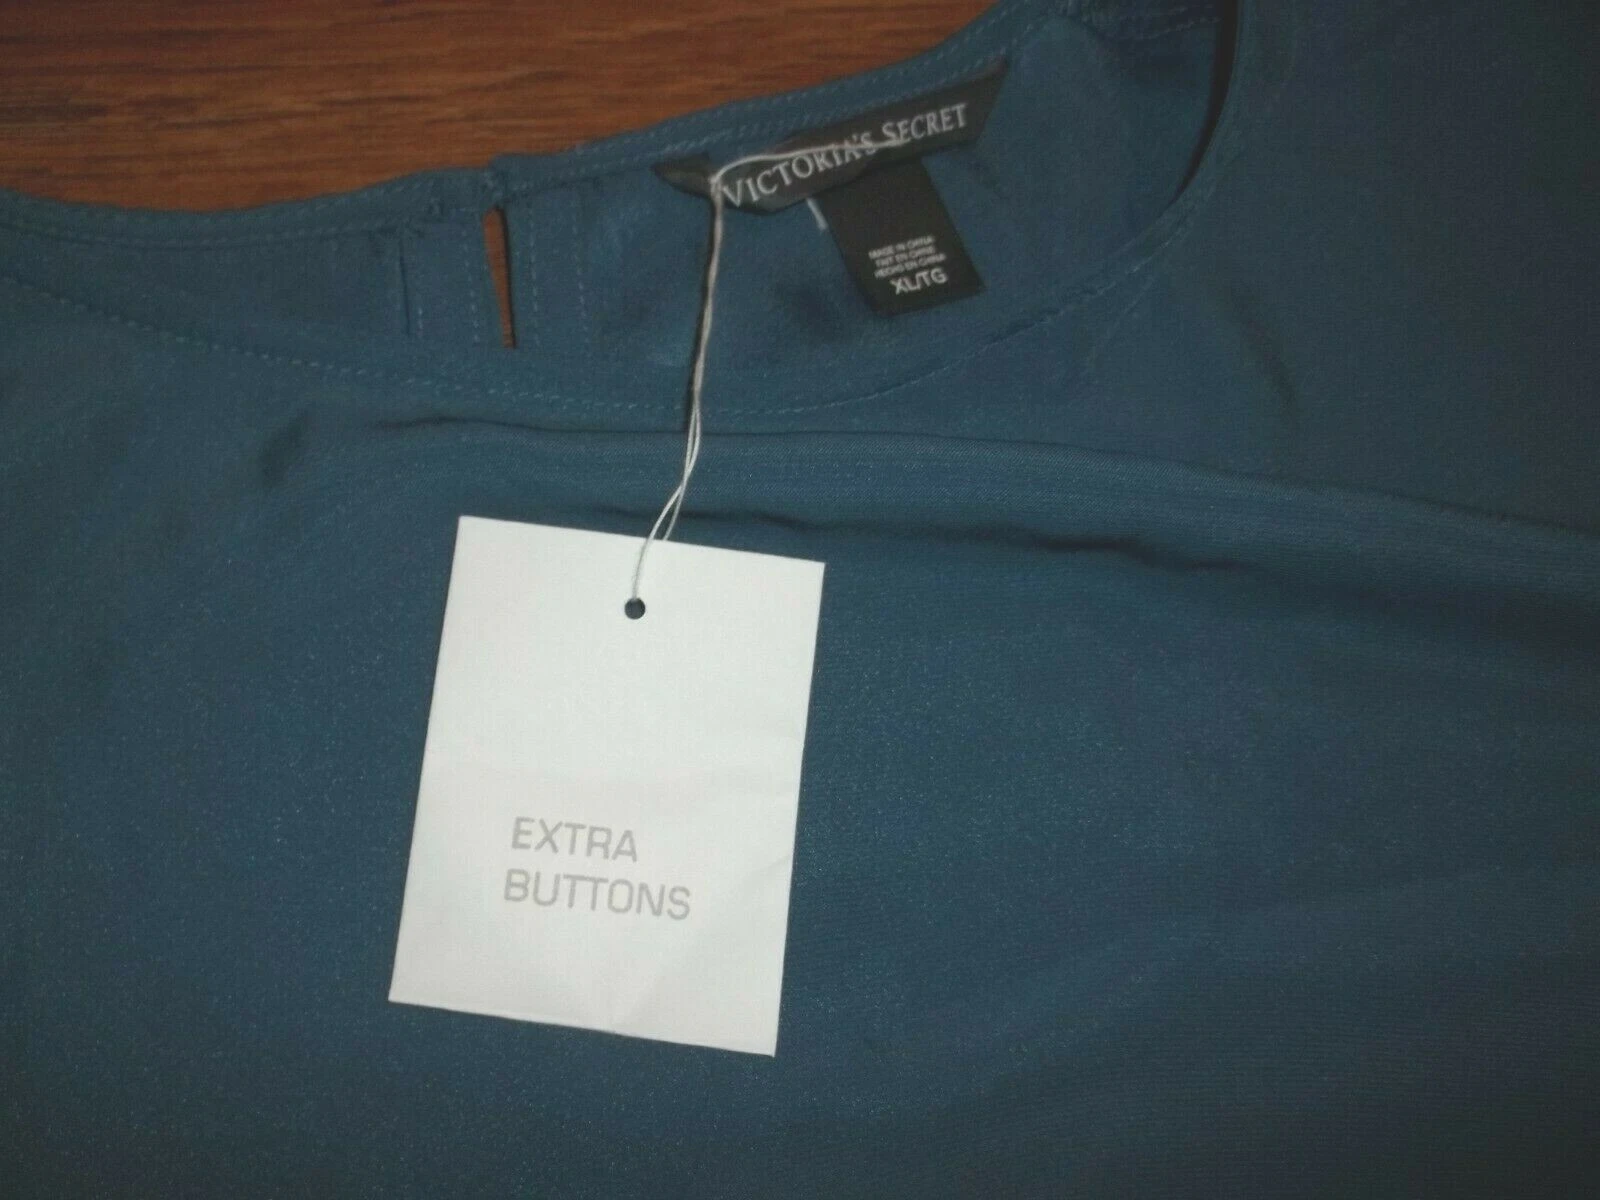 VICTORIA'S SECRET
MADE IN CHINA
FAIT EN CHINE
HECHO EN CHINA
XL/TG
EXTRA
BUTTONS